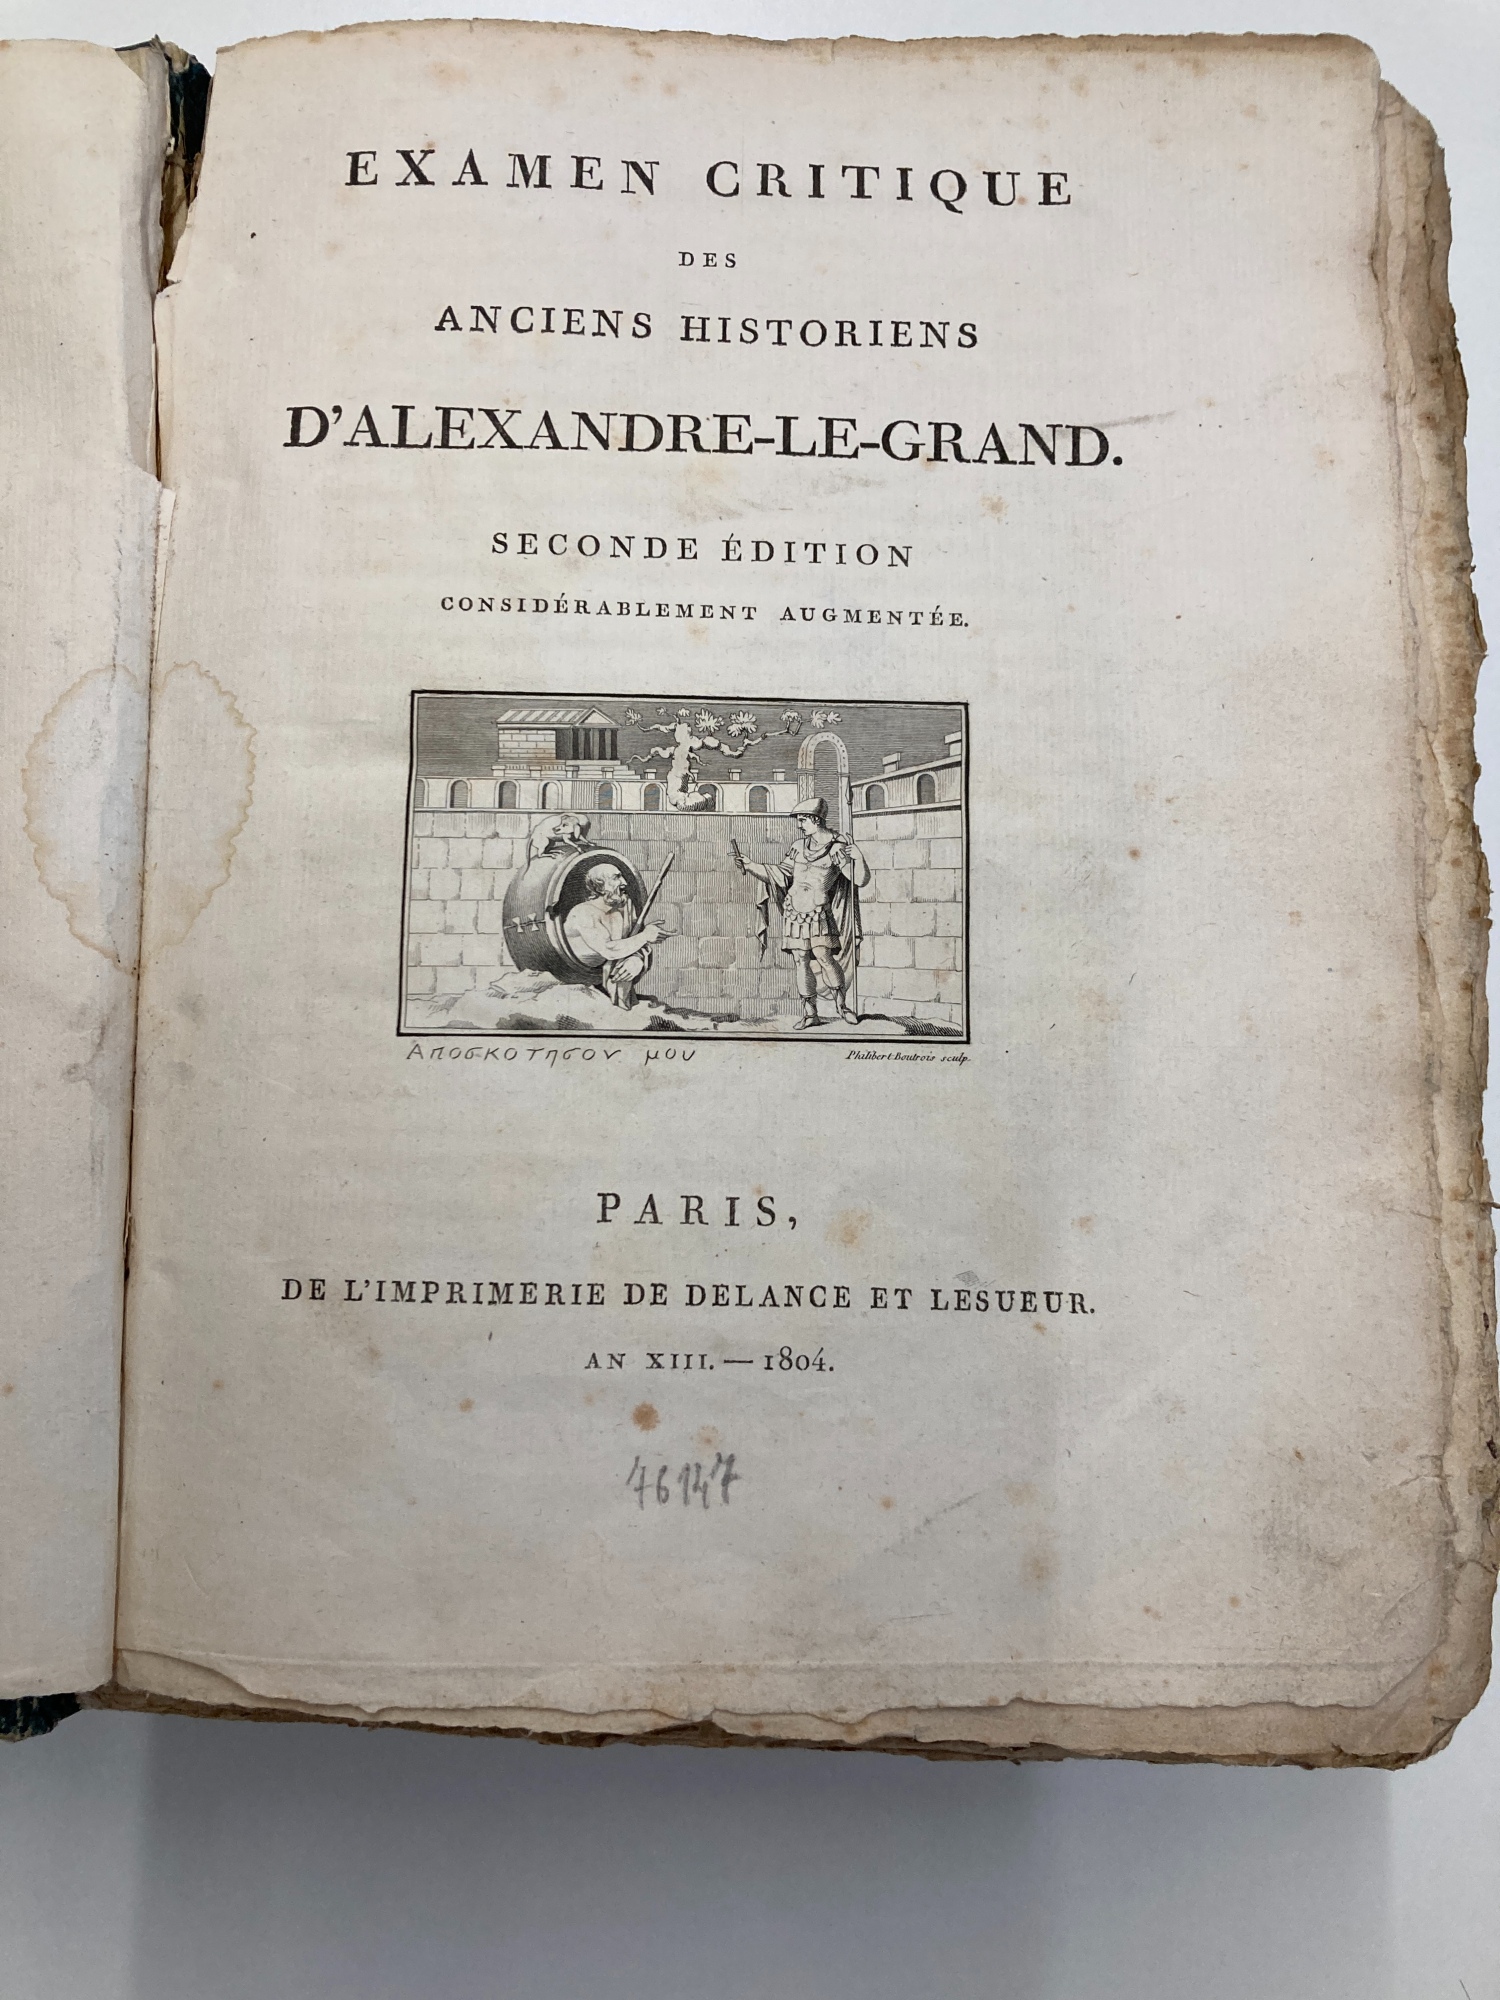 EXAMEN CRITIQUE
DES
ANCIENS HISTORIENS
D'ALEXANDRE-LE-GRAND.
SECONDE ÉDITION
CONSIDÉRABLEMENT AUGMENTÉE.
Αποσκοτησον μου
Philibert Boutrois sculp.
PARIS,
DE L'IMPRIMERIE DE DELANCE ET LESUEUR.
AN XIII. — 1804.
46147